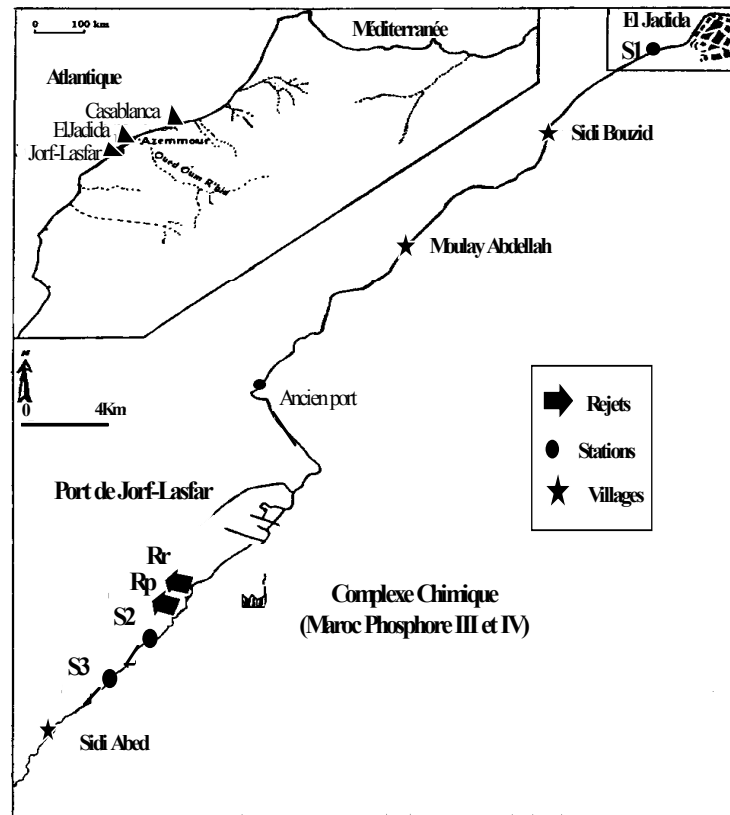 0 100 km
Méditerranée
El Jadida
S1
Atlantique
Casablanca
ElJadida
Azemmour
Jorf-Lasfar
Oued Oum R'bia
Sidi Bouzid
Moulay Abdellah
N
0 4Km
Ancien port
Rejets
Stations
Villages
Port de Jorf-Lasfar
Rr
Rp
S2
S3
Complexe Chimique
(Maroc Phosphore III et IV)
Sidi Abed